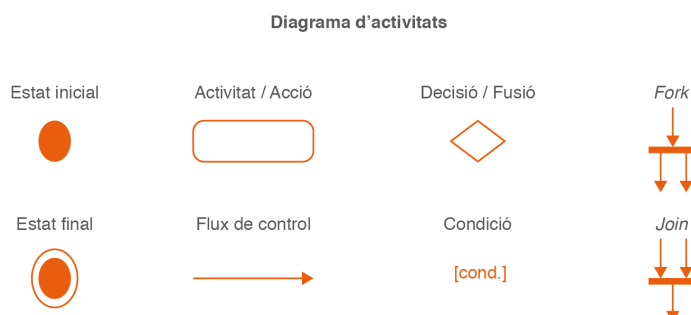 Diagrama d’activitats
Estat inicial
Activitat / Acció
Decisió / Fusió
Fork
Estat final
Flux de control
Condició
Join
[cond.]